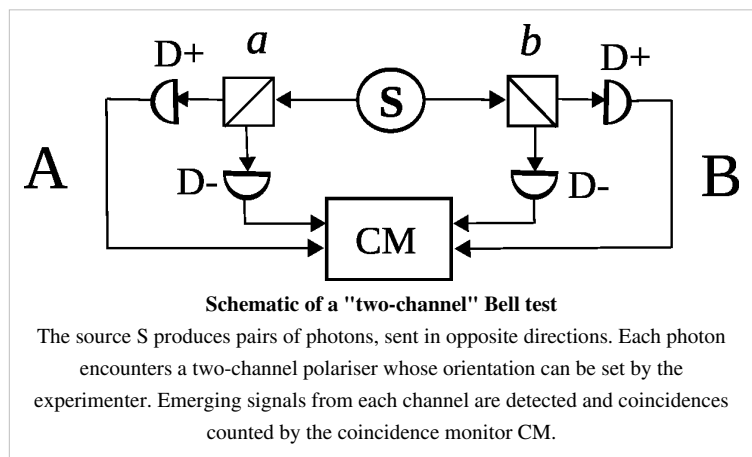 a b
D+ D+
S
A B
D- D-
CM
Schematic of a "two-channel" Bell test
The source S produces pairs of photons, sent in opposite directions. Each photon
encounters a two-channel polariser whose orientation can be set by the
experimenter. Emerging signals from each channel are detected and coincidences
counted by the coincidence monitor CM.